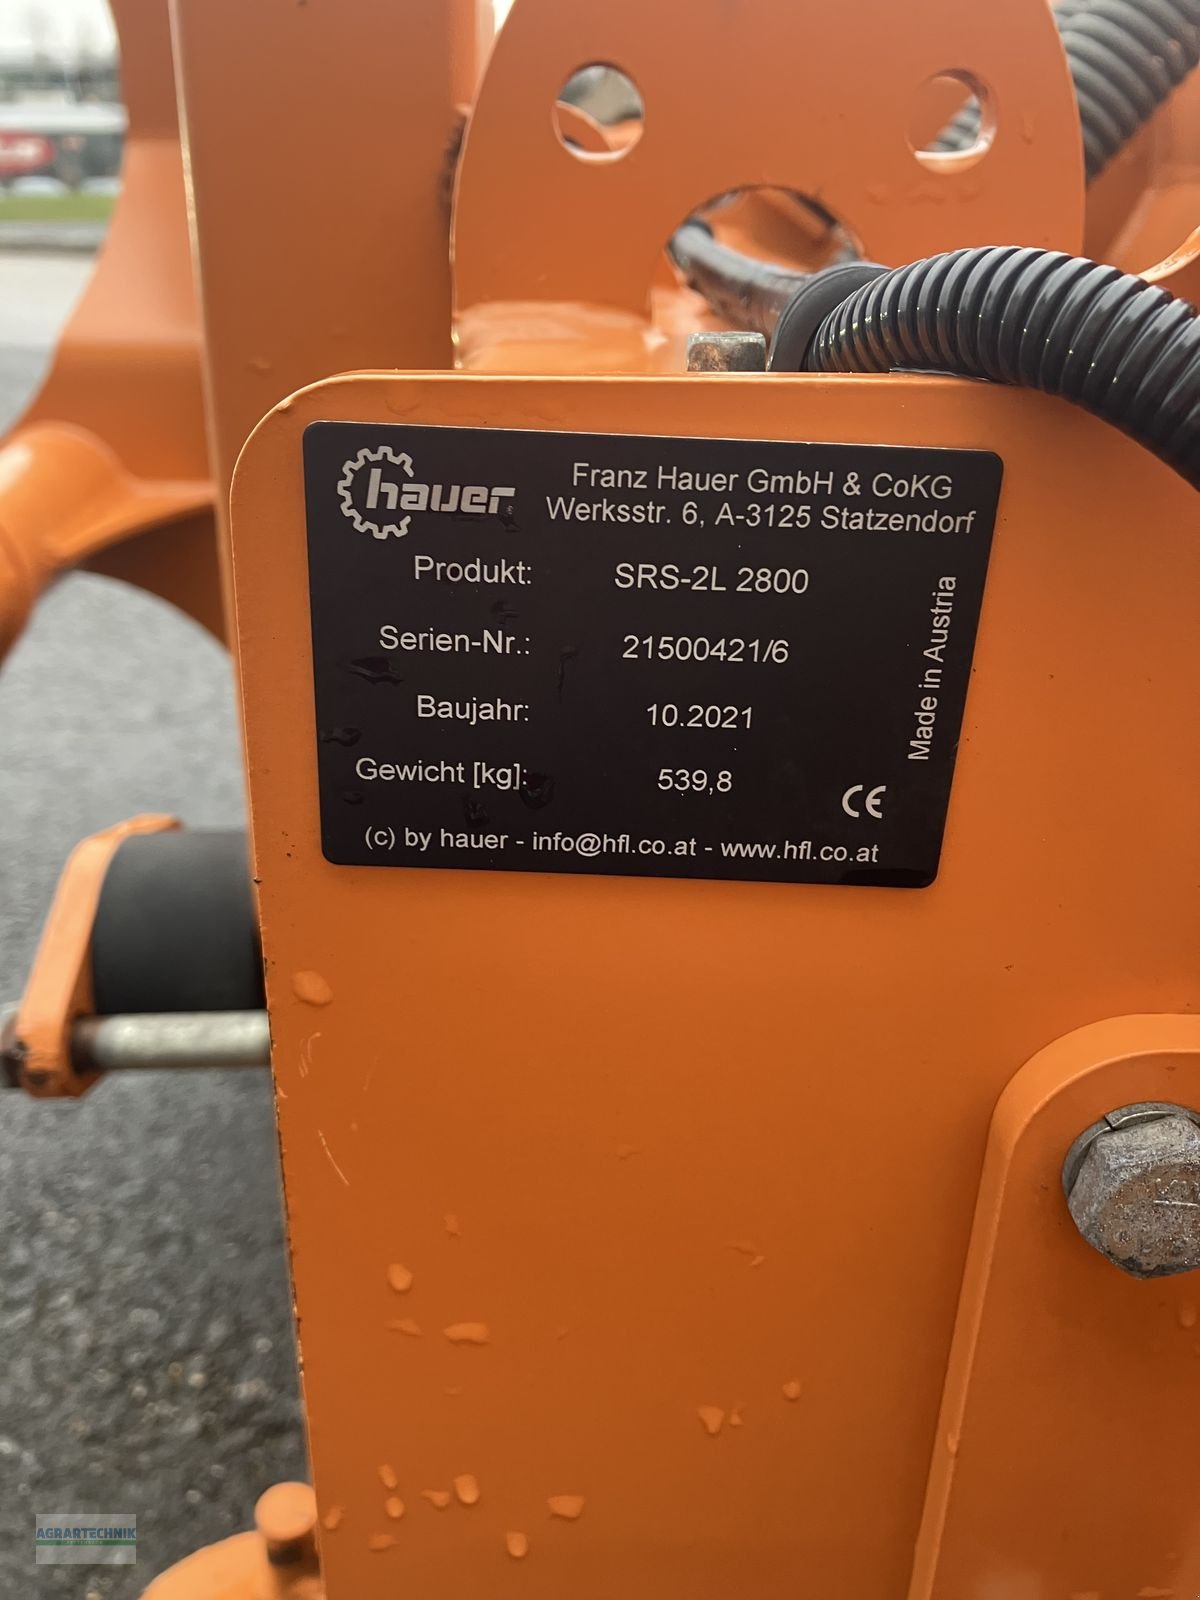 hauer
Franz Hauer GmbH & CoKG
Werksstr. 6, A-3125 Statzendorf
Produkt: SRS-2L 2800
Serien-Nr.: 21500421/6
Baujahr: 10.2021
Gewicht [kg]: 539,8
Made in Austria
CE
(c) by hauer - info@hfl.co.at - www.hfl.co.at
AGRARTECHNIK